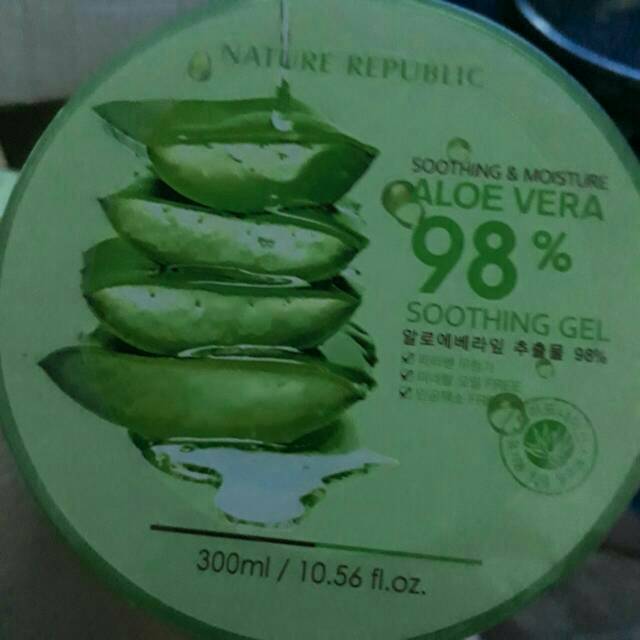 NATURE REPUBLIC
SOOTHING & MOISTURE
ALOE VERA
98%
SOOTHING GEL
알로에베라잎 추출물 98%
300ml / 10.56 fl.oz.